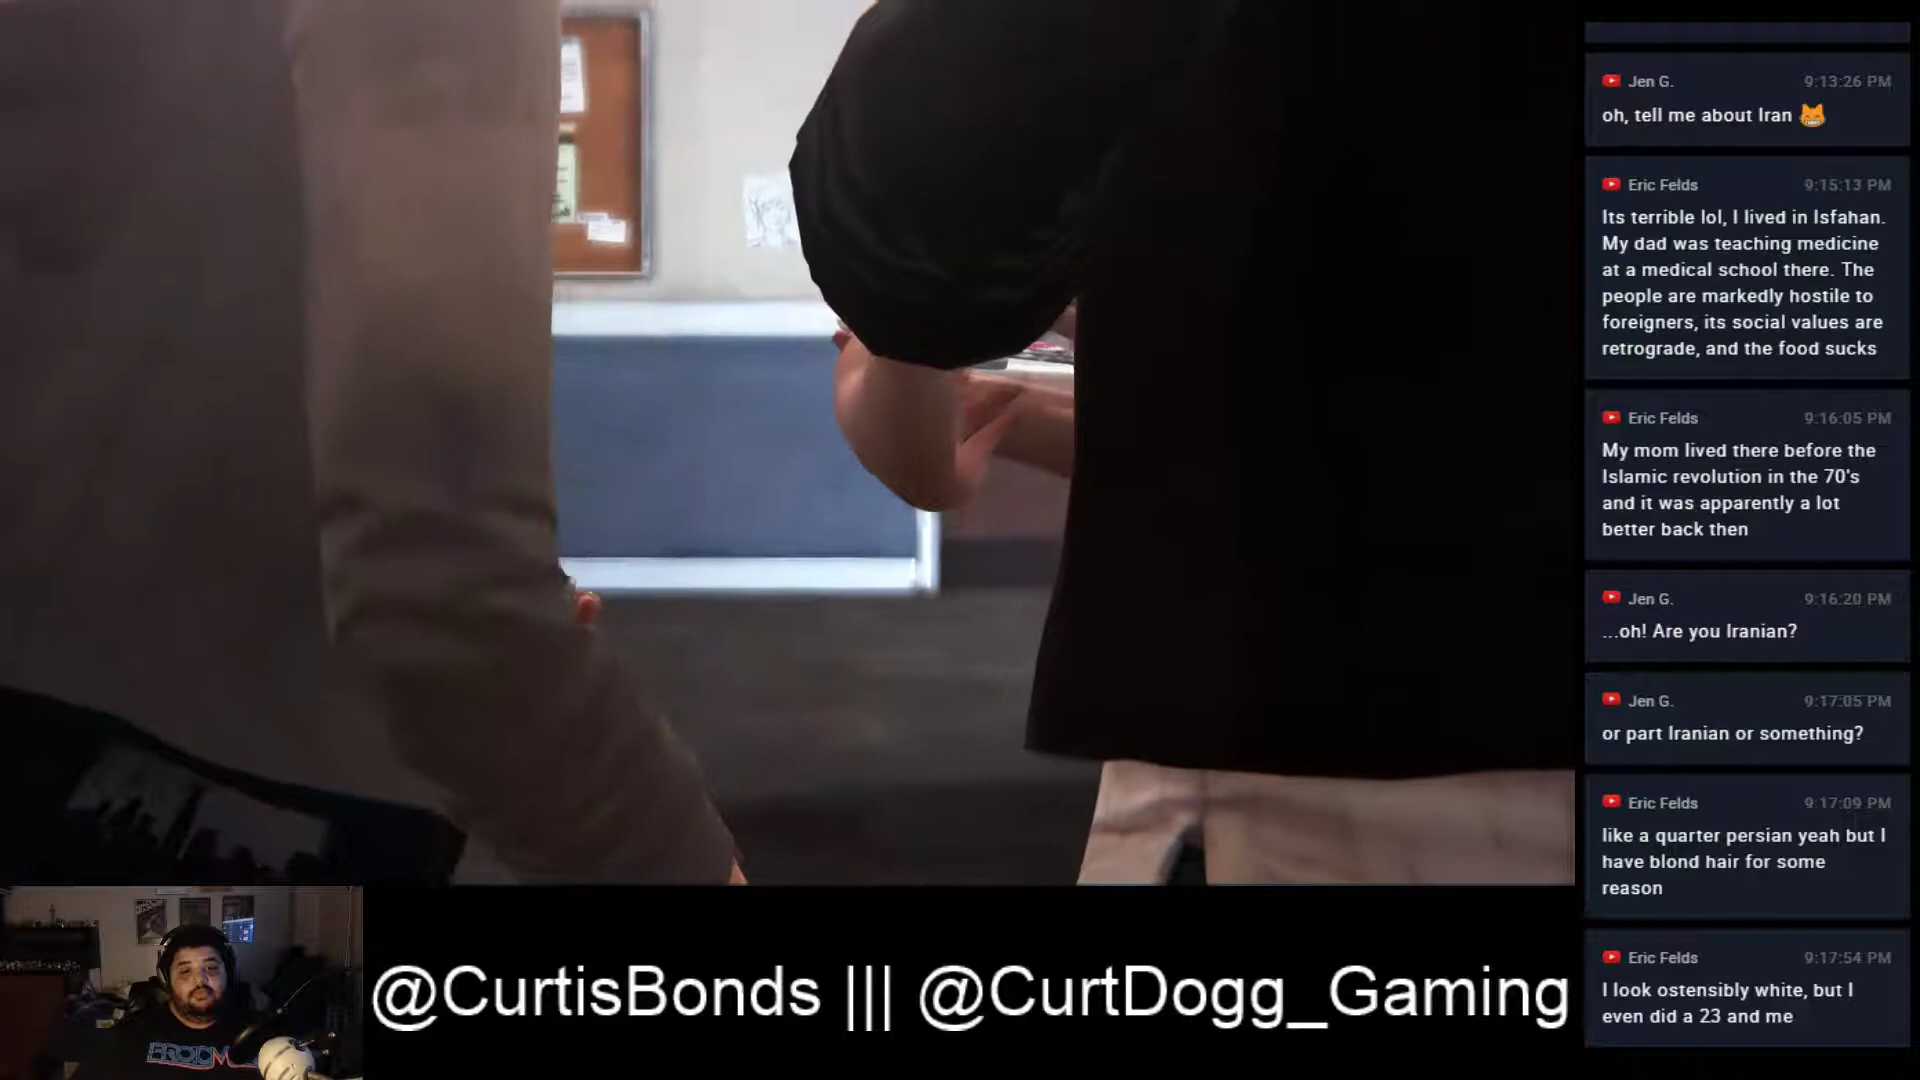 Jen G. 9:13:26 PM
oh, tell me about Iran
Eric Felds 9:15:13 PM
Its terrible lol, I lived in Isfahan.
My dad was teaching medicine
at a medical school there. The
people are markedly hostile to
foreigners, its social values are
retrograde, and the food sucks
Eric Felds 9:16:05 PM
My mom lived there before the
Islamic revolution in the 70's
and it was apparently a lot
better back then
Jen G. 9:16:20 PM
...oh! Are you Iranian?
Jen G. 9:17:05 PM
or part Iranian or something?
Eric Felds 9:17:09 PM
like a quarter persian yeah but I
have blond hair for some
reason
Eric Felds 9:17:54 PM
I look ostensibly white, but I
even did a 23 and me
@CurtisBonds ||| @CurtDogg_Gaming